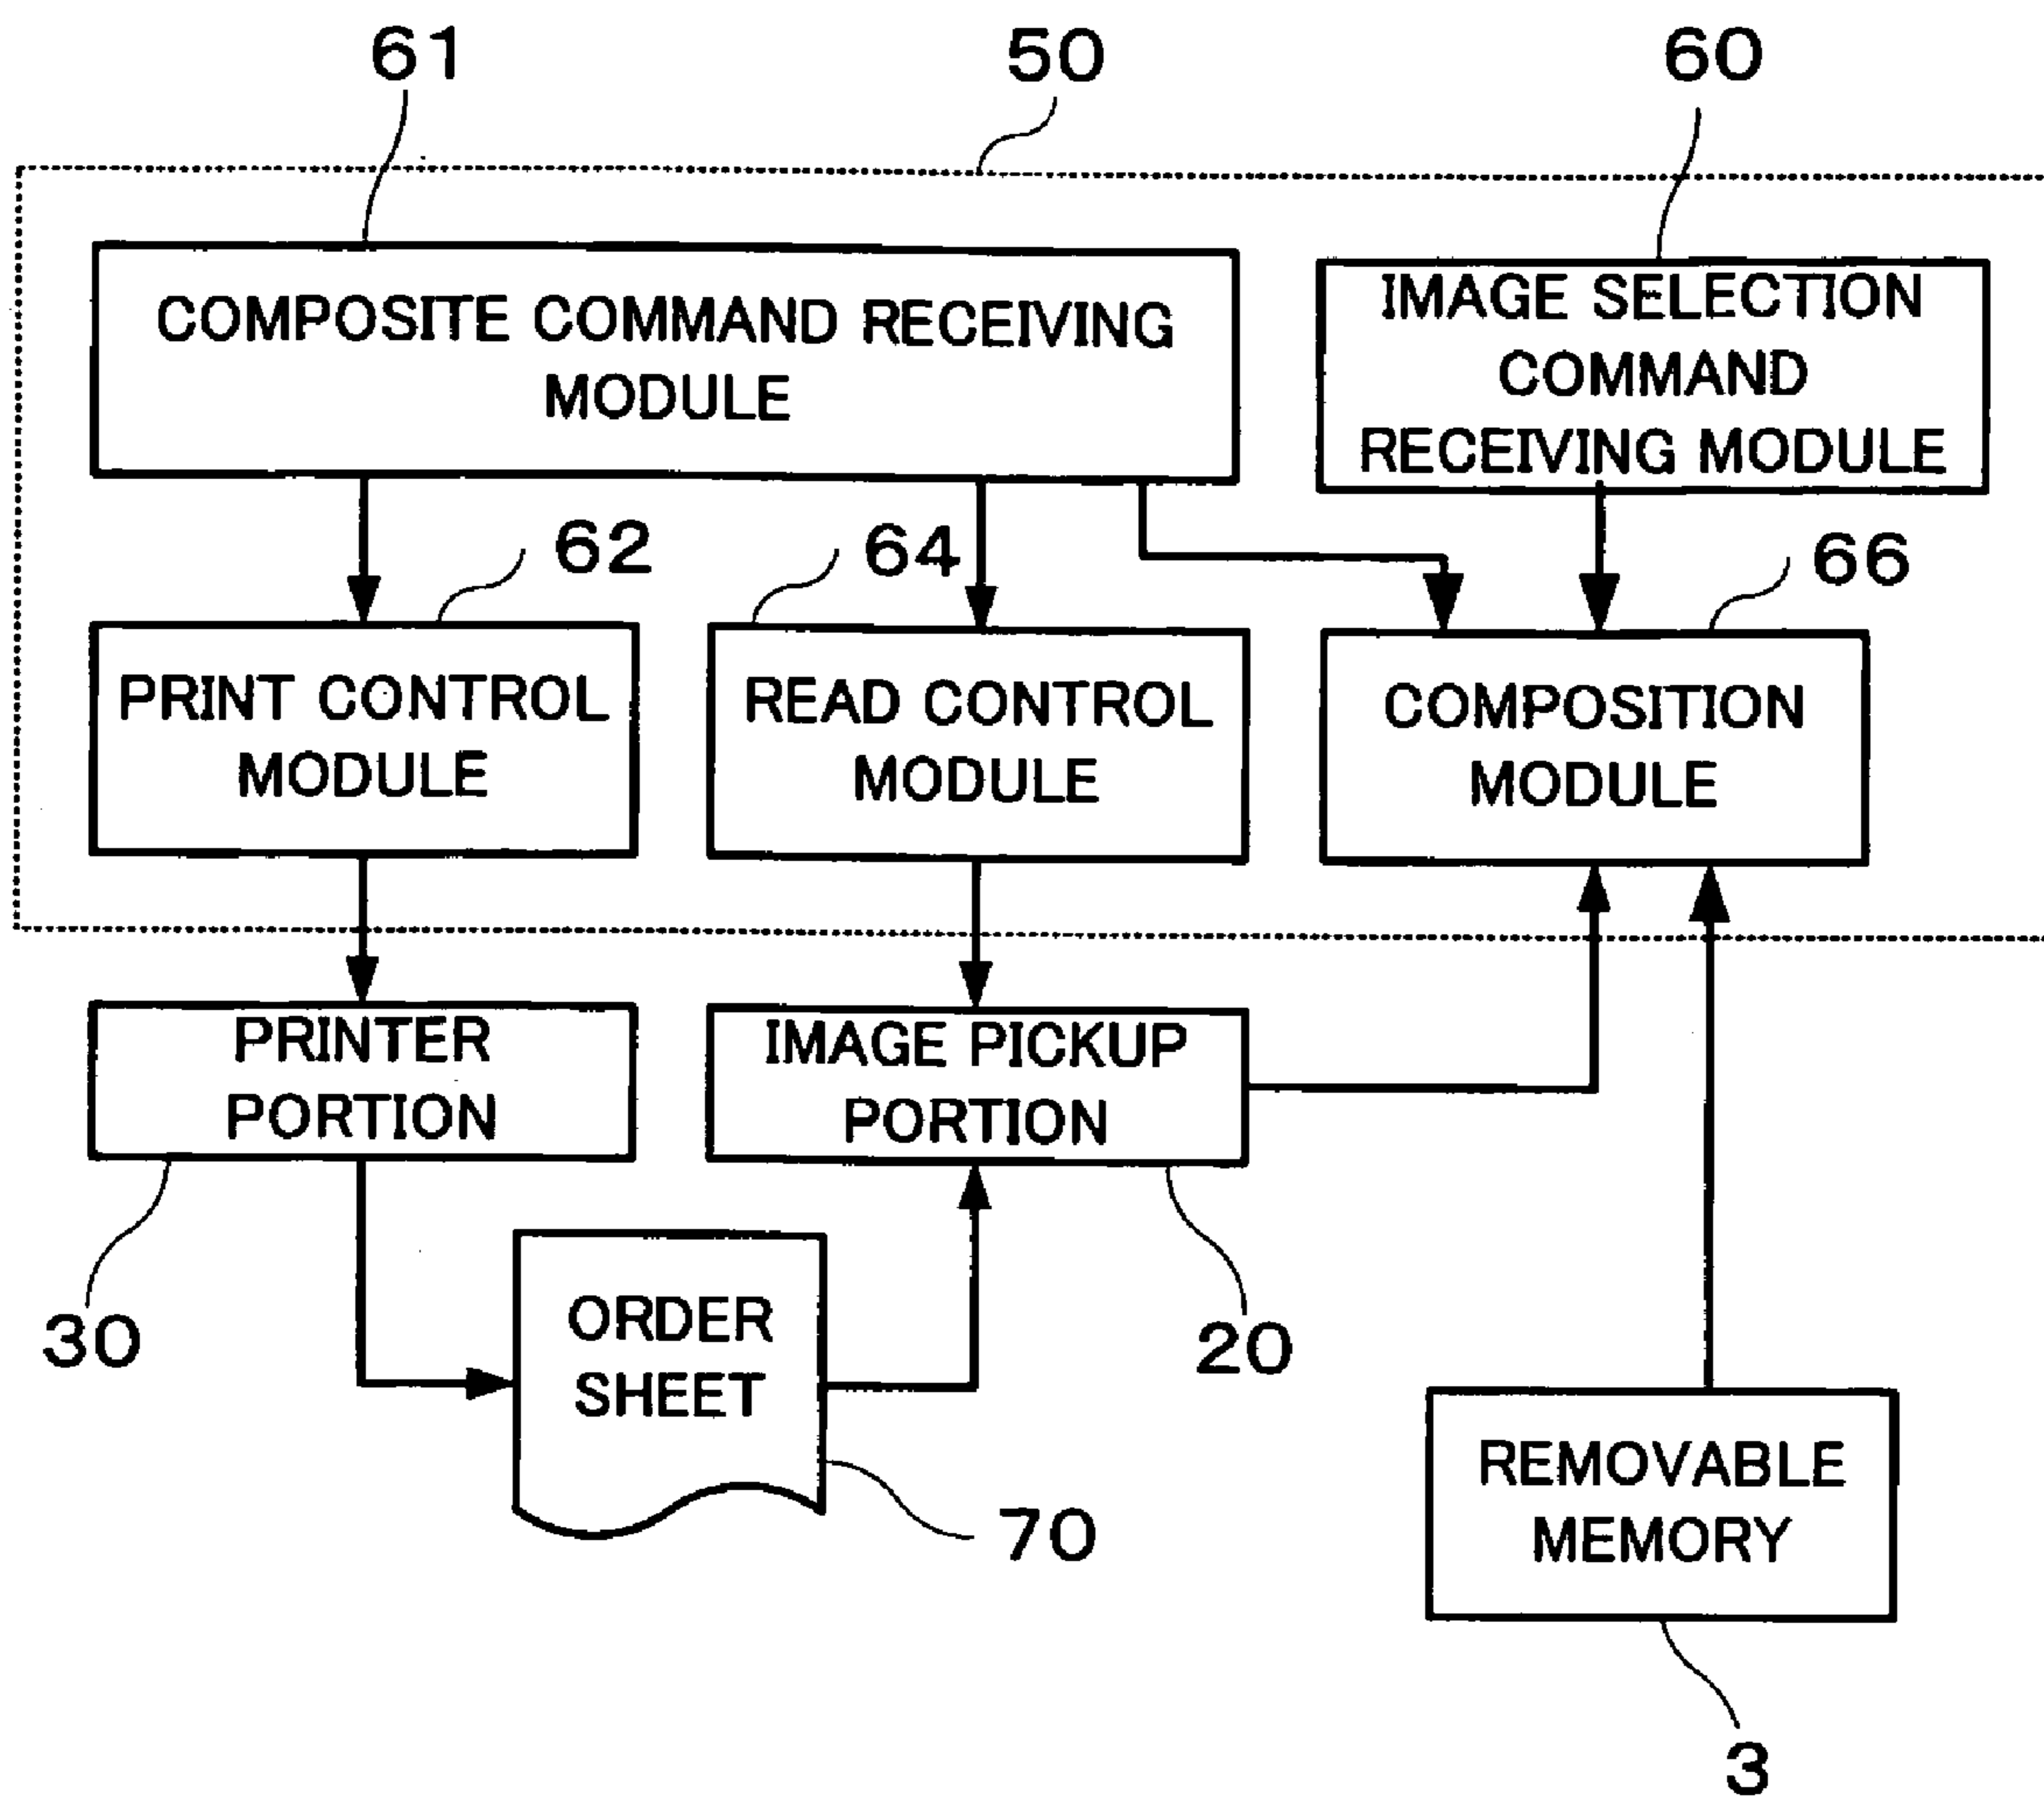 61
50
60
COMPOSITE COMMAND RECEIVING
MODULE
IMAGE SELECTION
COMMAND
RECEIVING MODULE
62
64
66
PRINT CONTROL
MODULE
READ CONTROL
MODULE
COMPOSITION
MODULE
PRINTER
PORTION
IMAGE PICKUP
PORTION
30
ORDER
SHEET
20
70
REMOVABLE
MEMORY
3